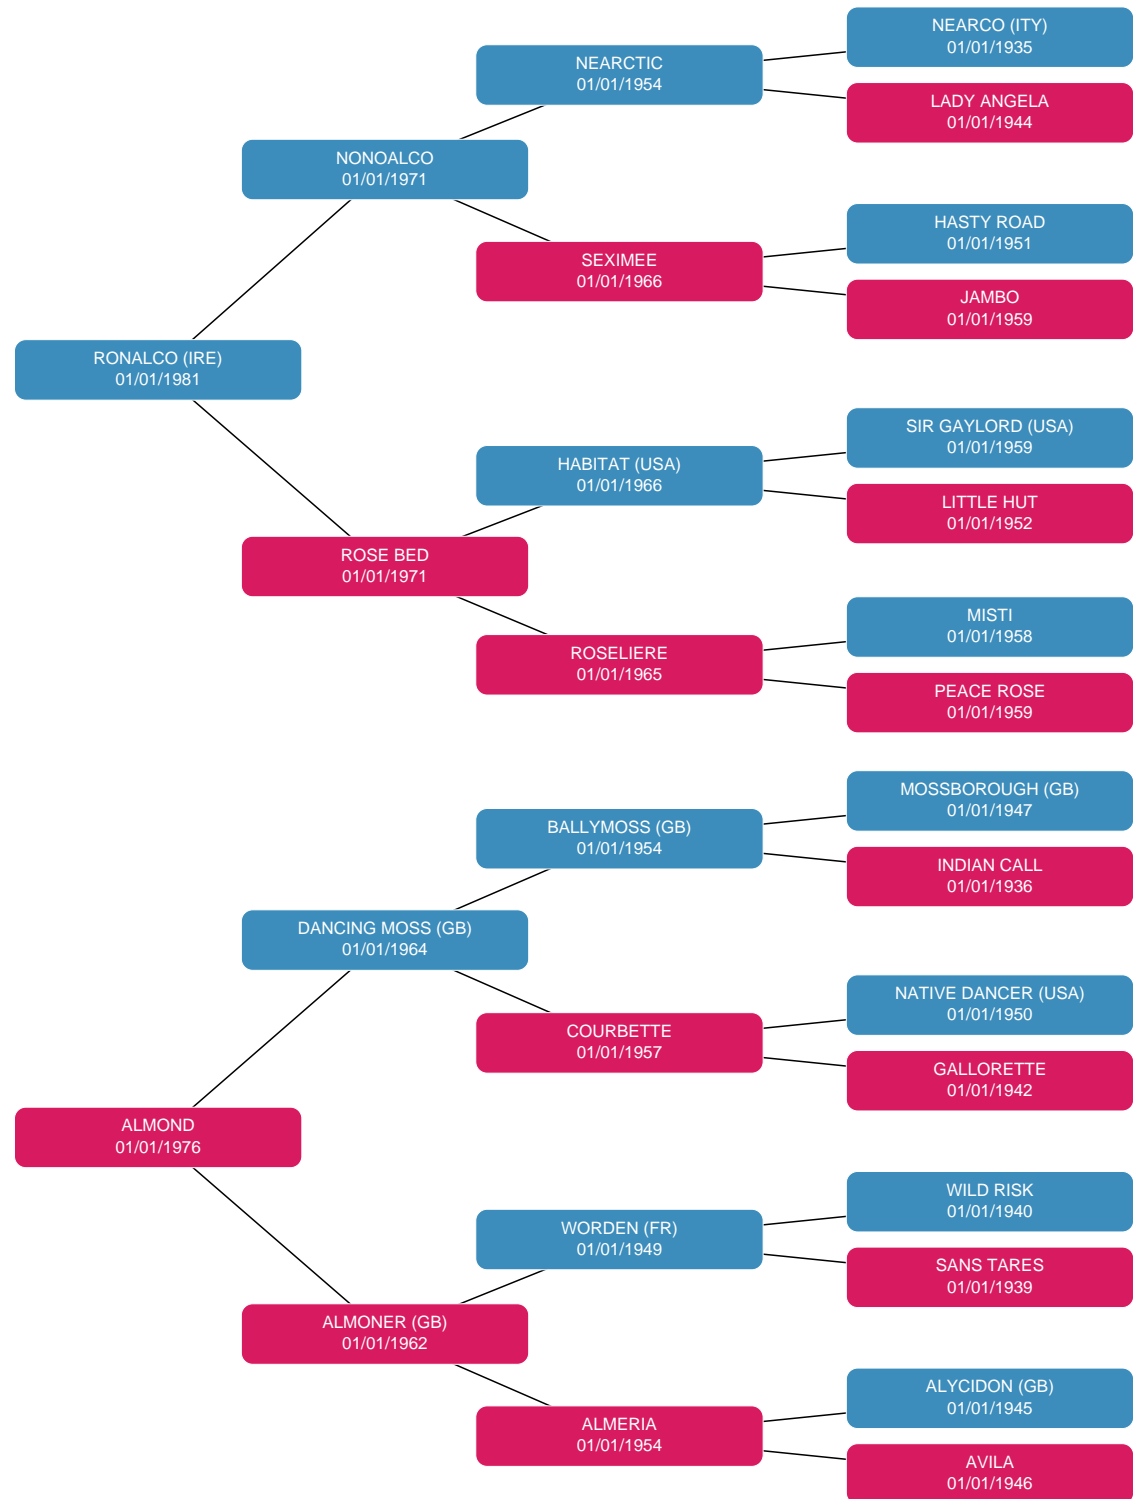 NEARCO (ITY)
01/01/1935
NEARCTIC
01/01/1954
LADY ANGELA
01/01/1944
NONOALCO
01/01/1971
HASTY ROAD
01/01/1951
SEXIMEE
01/01/1966
JAMBO
01/01/1959
RONALCO (IRE)
01/01/1981
SIR GAYLORD (USA)
01/01/1959
HABITAT (USA)
01/01/1966
LITTLE HUT
01/01/1952
ROSE BED
01/01/1971
MISTI
01/01/1958
ROSELIERE
01/01/1965
PEACE ROSE
01/01/1959
MOSSBOROUGH (GB)
01/01/1947
BALLYMOSS (GB)
01/01/1954
INDIAN CALL
01/01/1936
DANCING MOSS (GB)
01/01/1964
NATIVE DANCER (USA)
01/01/1950
COURBETTE
01/01/1957
GALLORETTE
01/01/1942
ALMOND
01/01/1976
WILD RISK
01/01/1940
WORDEN (FR)
01/01/1949
SANS TARES
01/01/1939
ALMONER (GB)
01/01/1962
ALYCIDON (GB)
01/01/1945
ALMERIA
01/01/1954
AVILA
01/01/1946